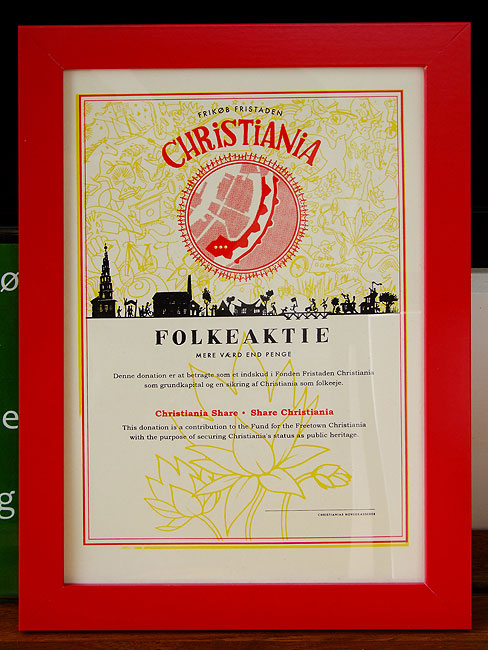 FRIKØB FRISTADEN
CHRiSTiANiA
FOLKEAKTIE
MERE VÆRD END PENGE
Denne donation er at betragte som et indskud i Fonden Fristaden Christiania
som grundkapital og en sikring af Christiania som folkeeje.
Christiania Share • Share Christiania
This donation is a contribution to the Fund for the Freetown Christiania
with the purpose of securing Christiania's status as public heritage.
CHRISTIANIAS
ø
e
g